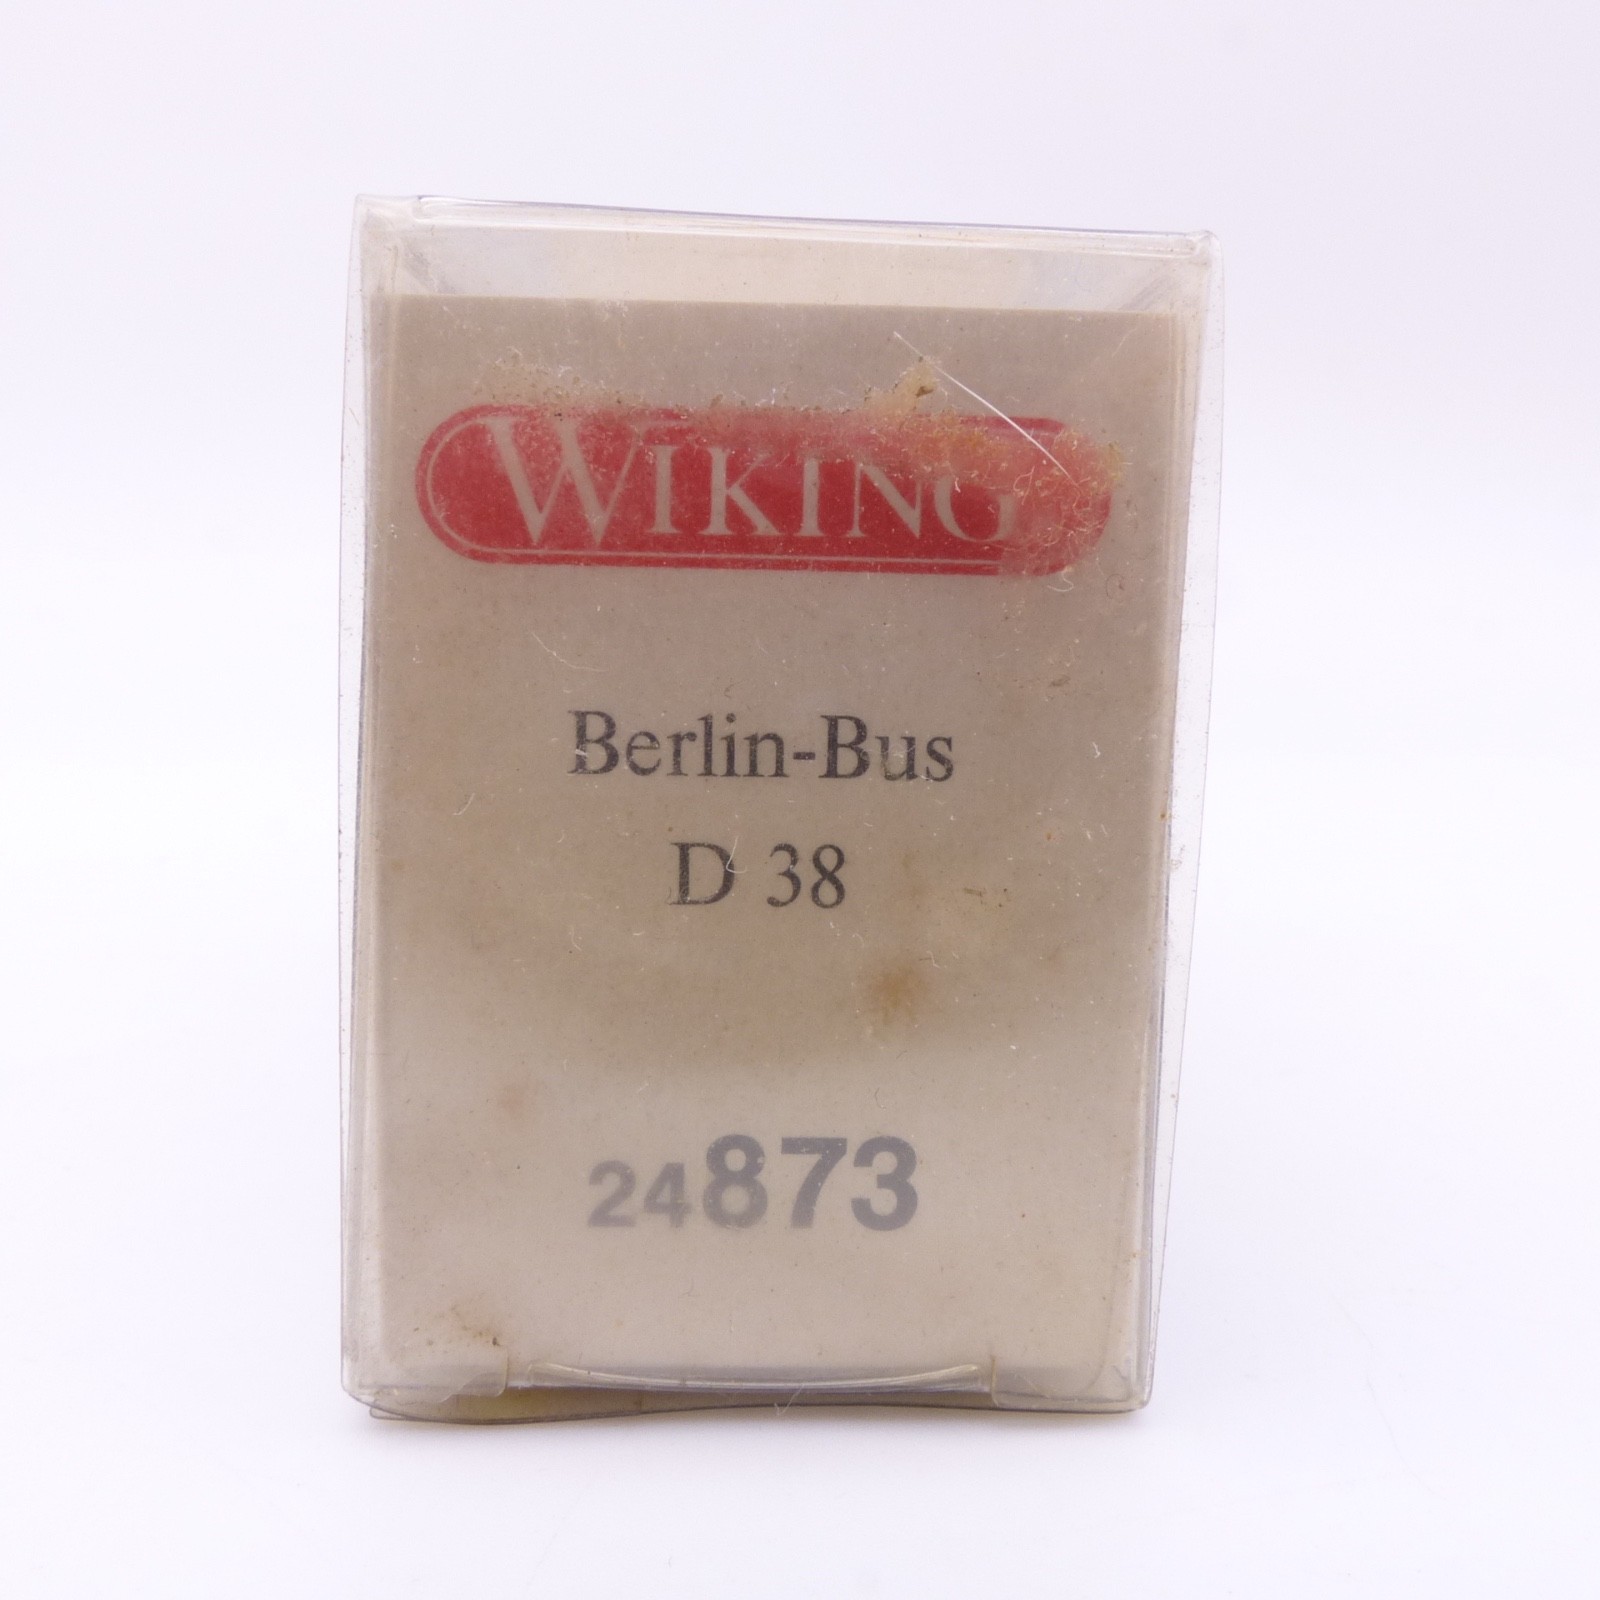 WIKING
Berlin-Bus
D 38
24873